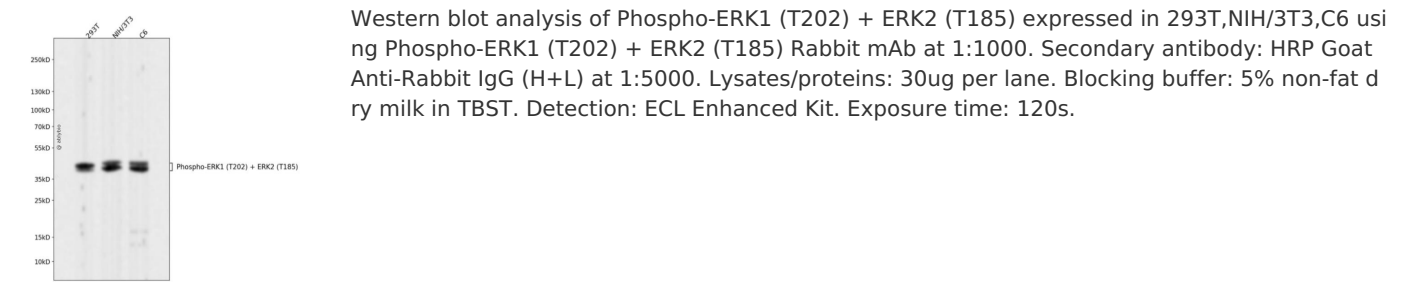 293T
NIH/3T3
C6
250kD
130kD
100kD
70kD
55kD
35kD
25kD
15kD
10kD
Phospho-ERK1 (T202) + ERK2 (T185)
Western blot analysis of Phospho-ERK1 (T202) + ERK2 (T185) expressed in 293T,NIH/3T3,C6 usi
ng Phospho-ERK1 (T202) + ERK2 (T185) Rabbit mAb at 1:1000. Secondary antibody: HRP Goat
Anti-Rabbit IgG (H+L) at 1:5000. Lysates/proteins: 30ug per lane. Blocking buffer: 5% non-fat d
ry milk in TBST. Detection: ECL Enhanced Kit. Exposure time: 120s.